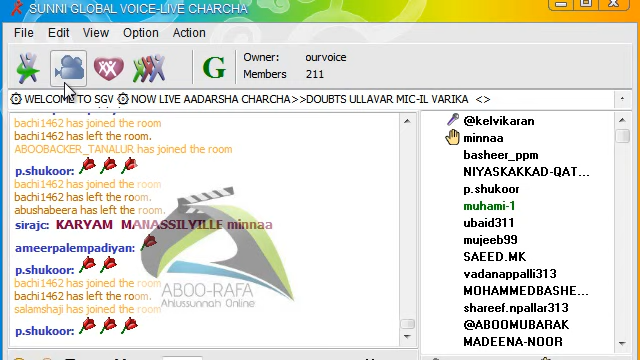 SUNNI GLOBAL VOICE-LIVE CHARCHA
File Edit View Option Action
G
Owner: ourvoice
Members 211
WELCOME TO SGV NOW LIVE AADARSHA CHARCHA>>DOUBTS ULLAVAR MIC-IL VARIKA <>
bachi1462 has joined the room
bachi1462 has left the room.
ABOOBACKER_TANALUR has joined the room
p.shukoor:
bachi1462 has joined the room
bachi1462 has left the room.
abushabeera has left the room.
sirajc: KARYAM MANASSILYILLE minnaa
ameerpalempadiyan:
p.shukoor:
bachi1462 has joined the room
bachi1462 has left the room.
salamshaji has joined the room
p.shukoor:
ABOO-RAFA
Ahlussunnah Online
@kelvikaran
minnaa
basheer_ppm
NIYASKAKKAD-QAT...
p.shukoor
muhami-1
ubaid311
mujeeb99
SAEED.MK
vadanappalli313
MOHAMMEDBASHE...
shareef.npallar313
@ABOOMUBARAK
MADEENA-NOOR